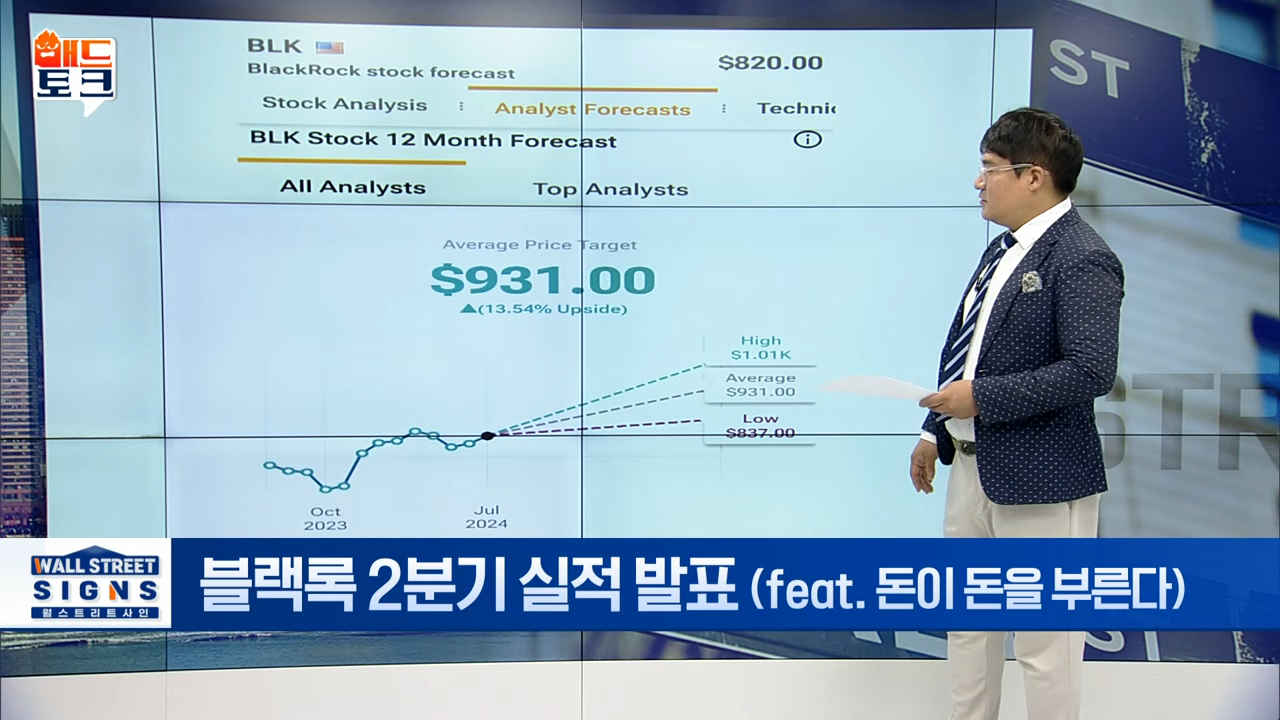 매드
토크
BLK
BlackRock stock forecast
$820.00
Stock Analysis
Analyst Forecasts
BLK Stock 12 Month Forecast
All Analysts
Top Analysts
Average Price Target
$931.00
▲(13.54% Upside)
High
$1.01K
Average
$931.00
Low
$837.00
Oct
2023
Jul
2024
ST
STR
WALL STREET
SIGNS
월스트리트사인
블랙록 2분기 실적 발표 (feat. 돈이 돈을 부른다)